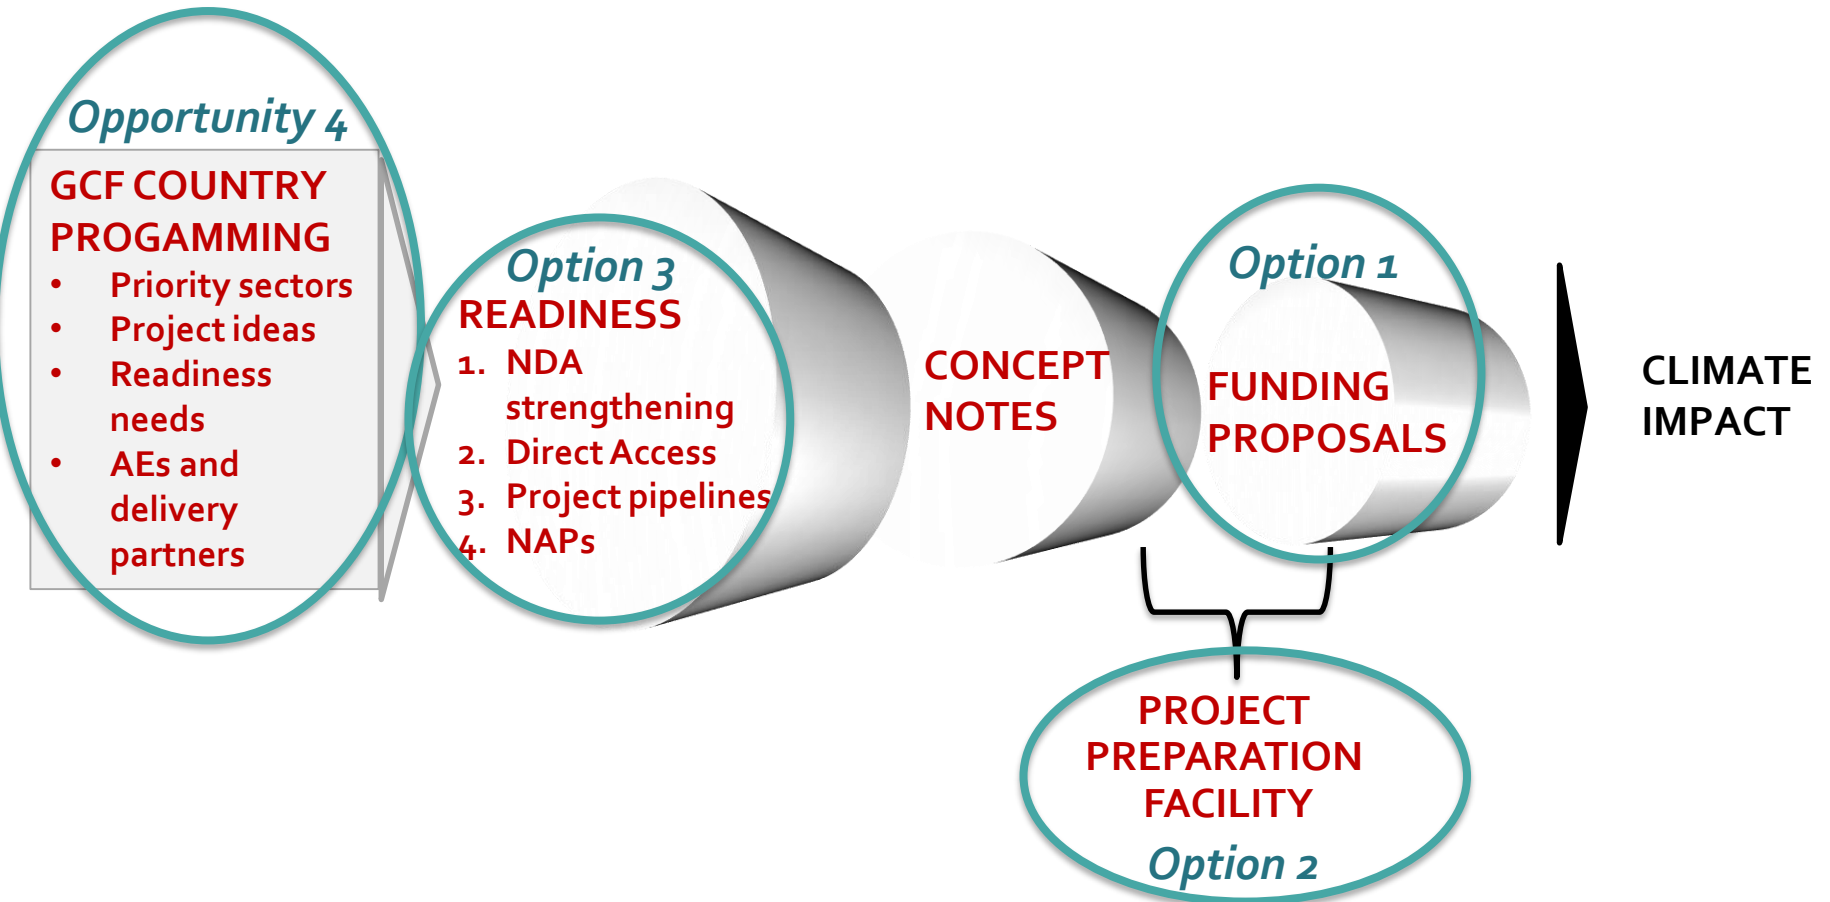 Opportunity 4
GCF COUNTRY
PROGAMMING
• Priority sectors
• Project ideas
• Readiness
needs
• AEs and
delivery
partners
Option 3
READINESS
1. NDA
strengthening
2. Direct Access
3. Project pipelines
4. NAPs
CONCEPT
NOTES
Option 1
FUNDING
PROPOSALS
CLIMATE
IMPACT
PROJECT
PREPARATION
FACILITY
Option 2